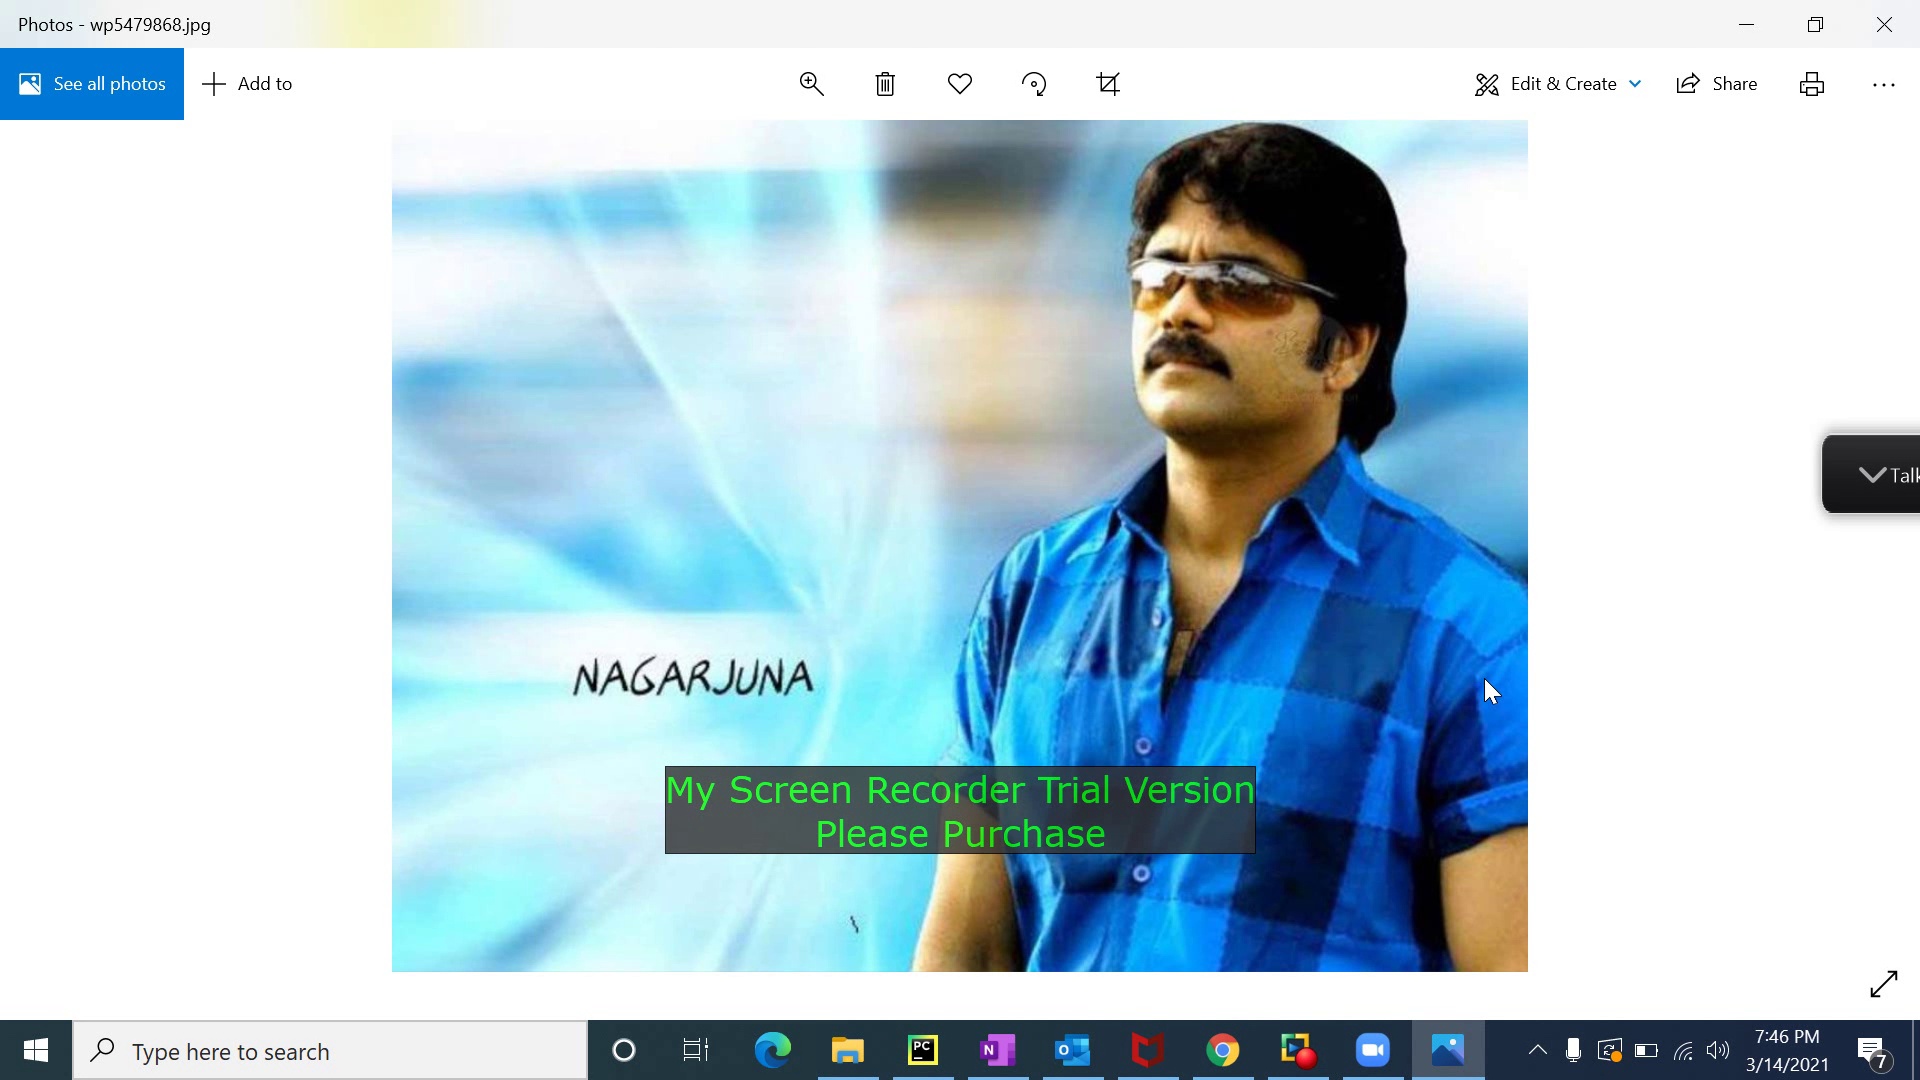 Photos - wp5479868.jpg
See all photos
Add to
Edit & Create
Share
Talk
NAGARJUNA
My Screen Recorder Trial Version
Please Purchase
Type here to search
PC
N
O
7:46 PM
3/14/2021
7